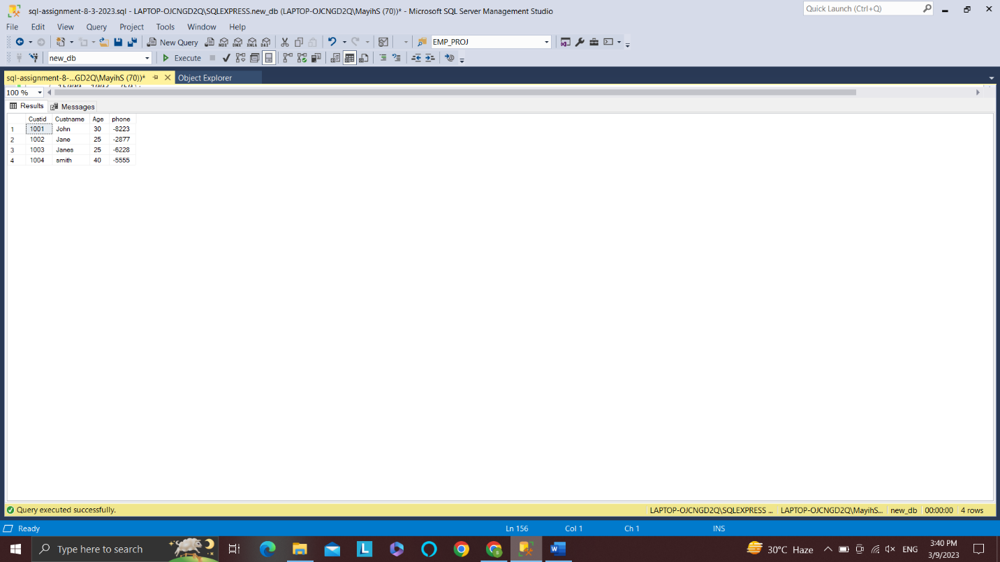 sql-assignment-8-3-2023.sql - LAPTOP-OJCNGD2Q\SQLEXPRESS.new_db (LAPTOP-OJCNGD2Q\MayihS (70))* - Microsoft SQL Server Management Studio
Quick Launch (Ctrl+Q)
File Edit View Query Project Tools Window Help
New Query MDX DMX XMLA DAX EMP_PROJ
new_db Execute
sql-assignment-8-...GD2Q\MayihS (70))* Object Explorer
100 %
Results Messages
Custid Custname Age phone
1 1001 John 30 -8223
2 1002 Jane 25 -2877
3 1003 Janes 25 -6228
4 1004 smith 40 -5555
Query executed successfully. LAPTOP-OJCNGD2Q\SQLEXPRESS ... LAPTOP-OJCNGD2Q\MayihS... new_db 00:00:00 4 rows
Ready Ln 156 Col 1 Ch 1 INS
Type here to search L S W 30°C Haze ENG 3:40 PM
3/9/2023